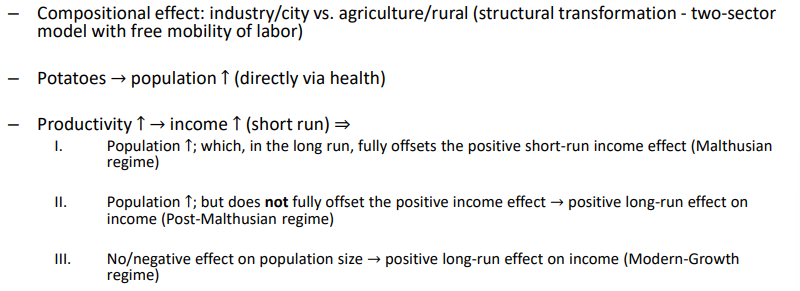 – Compositional effect: industry/city vs. agriculture/rural (structural transformation - two-sector
model with free mobility of labor)
– Potatoes → population ↑ (directly via health)
– Productivity ↑ → income ↑ (short run) ⇒
I. Population ↑; which, in the long run, fully offsets the positive short-run income effect (Malthusian
regime)
II. Population ↑; but does not fully offset the positive income effect → positive long-run effect on
income (Post-Malthusian regime)
III. No/negative effect on population size → positive long-run effect on income (Modern-Growth
regime)